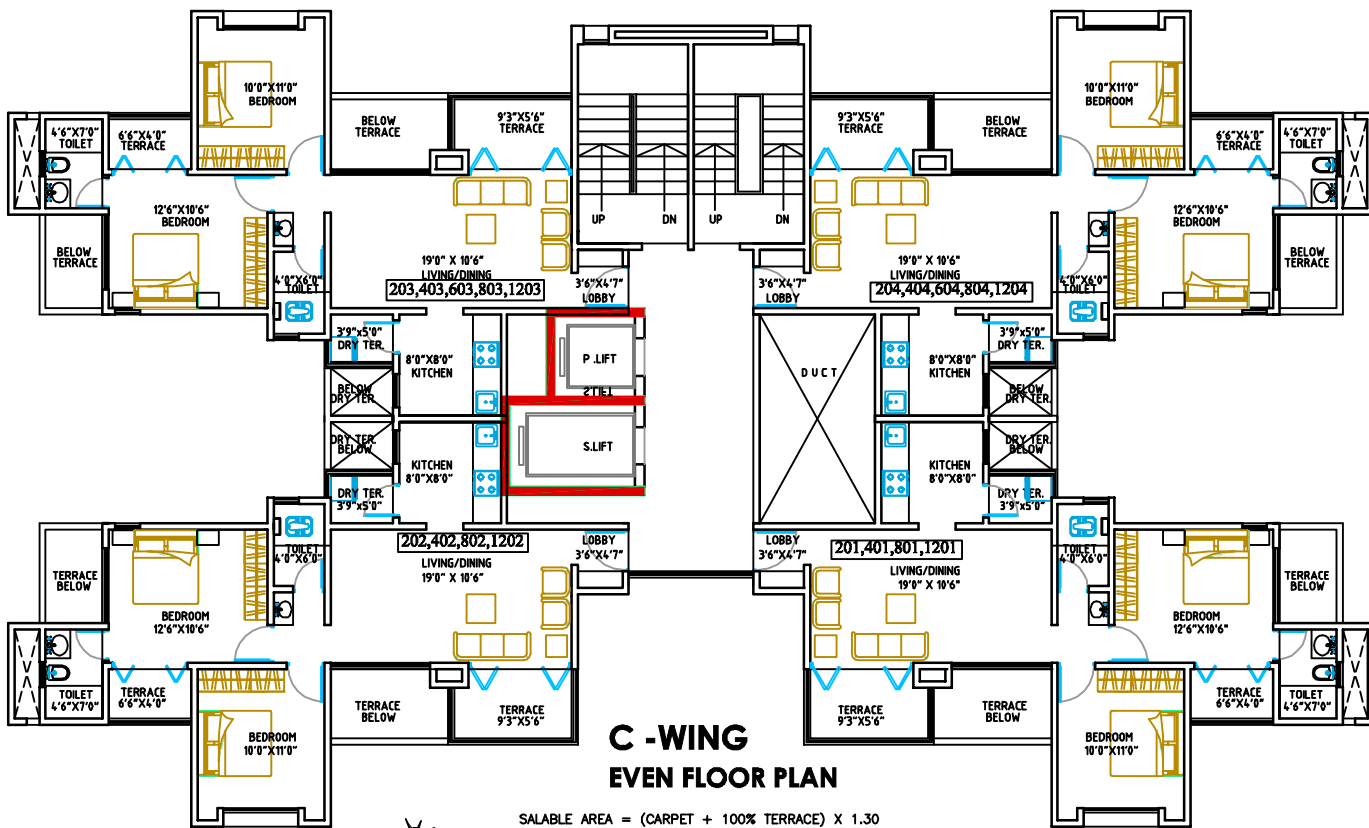 10'0"X11'0"
BEDROOM
4'6"X7'0"
TOILET
6'6"X4'0"
TERRACE
BELOW
TERRACE
9'3"X5'6"
TERRACE
9'3"X5'6"
TERRACE
BELOW
TERRACE
10'0"X11'0"
BEDROOM
6'6"X4'0"
TERRACE
4'6"X7'0"
TOILET
12'6"X10'6"
BEDROOM
BELOW
TERRACE
UP
DN
UP
DN
12'6"X10'6"
BEDROOM
BELOW
TERRACE
4'0"X6'0"
TOILET
19'0" X 10'6"
LIVING/DINING
203,403,603,803,1203
3'6"X4'7"
LOBBY
3'6"X4'7"
LOBBY
19'0" X 10'6"
LIVING/DINING
204,404,604,804,1204
4'0"X6'0"
TOILET
3'9"x5'0"
DRY TER.
8'0"X8'0"
KITCHEN
P .LIFT
2'LIFT
DUCT
8'0"X8'0"
KITCHEN
3'9"x5'0"
DRY TER.
BELOW
DRY TER.
BELOW
DRY TER.
DRY TER.
BELOW
KITCHEN
8'0"X8'0"
S.LIFT
KITCHEN
8'0"X8'0"
DRY TER.
BELOW
DRY TER.
3'9"x5'0"
DRY TER.
3'9"x5'0"
TOILET
4'0"X6'0"
202,402,802,1202
LIVING/DINING
19'0" X 10'6"
LOBBY
3'6"X4'7"
LOBBY
3'6"X4'7"
201,401,801,1201
LIVING/DINING
19'0" X 10'6"
TOILET
4'0"X6'0"
TERRACE
BELOW
BEDROOM
12'6"X10'6"
BEDROOM
12'6"X10'6"
TERRACE
BELOW
TOILET
4'6"X7'0"
TERRACE
6'6"X4'0"
TERRACE
BELOW
TERRACE
9'3"X5'6"
TERRACE
9'3"X5'6"
TERRACE
BELOW
TERRACE
6'6"X4'0"
TOILET
4'6"X7'0"
BEDROOM
10'0"X11'0"
BEDROOM
10'0"X11'0"
C -WING
EVEN FLOOR PLAN
SALABLE AREA = (CARPET + 100% TERRACE) X 1.30